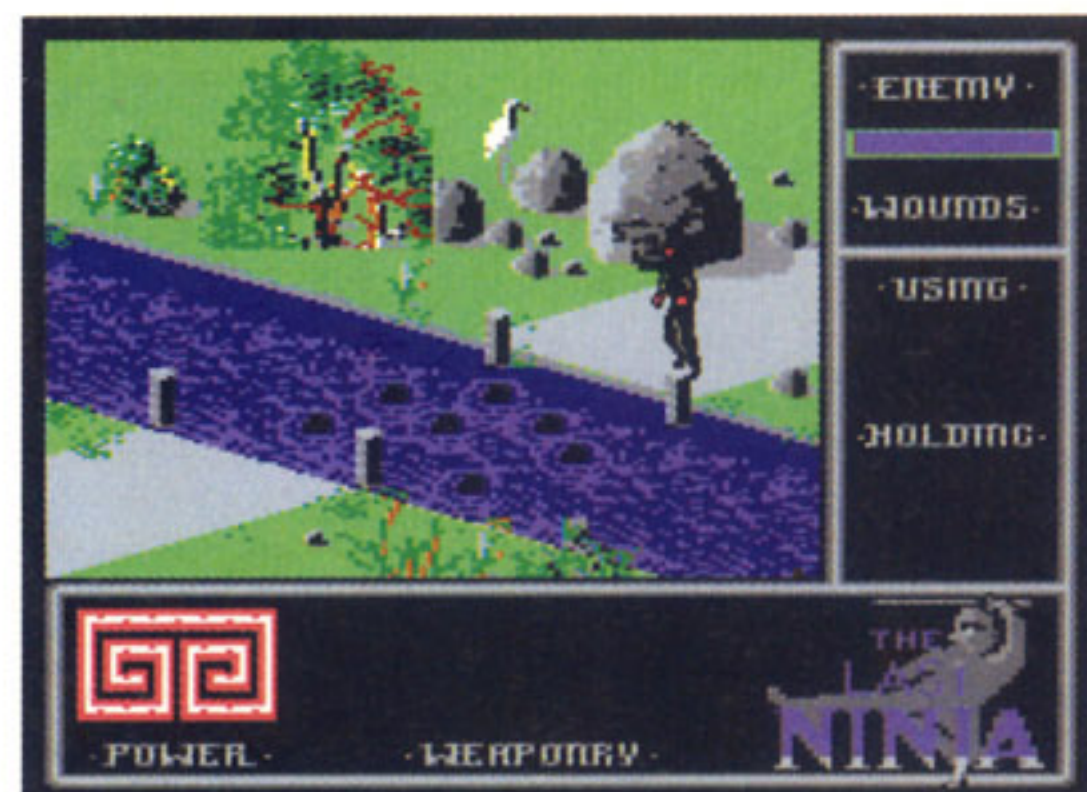 ·ENEMY·
·WOUNDS·
·USING·
·HOLDING·
·POWER·
·WEAPONRY·
THE
LAST
NINJA